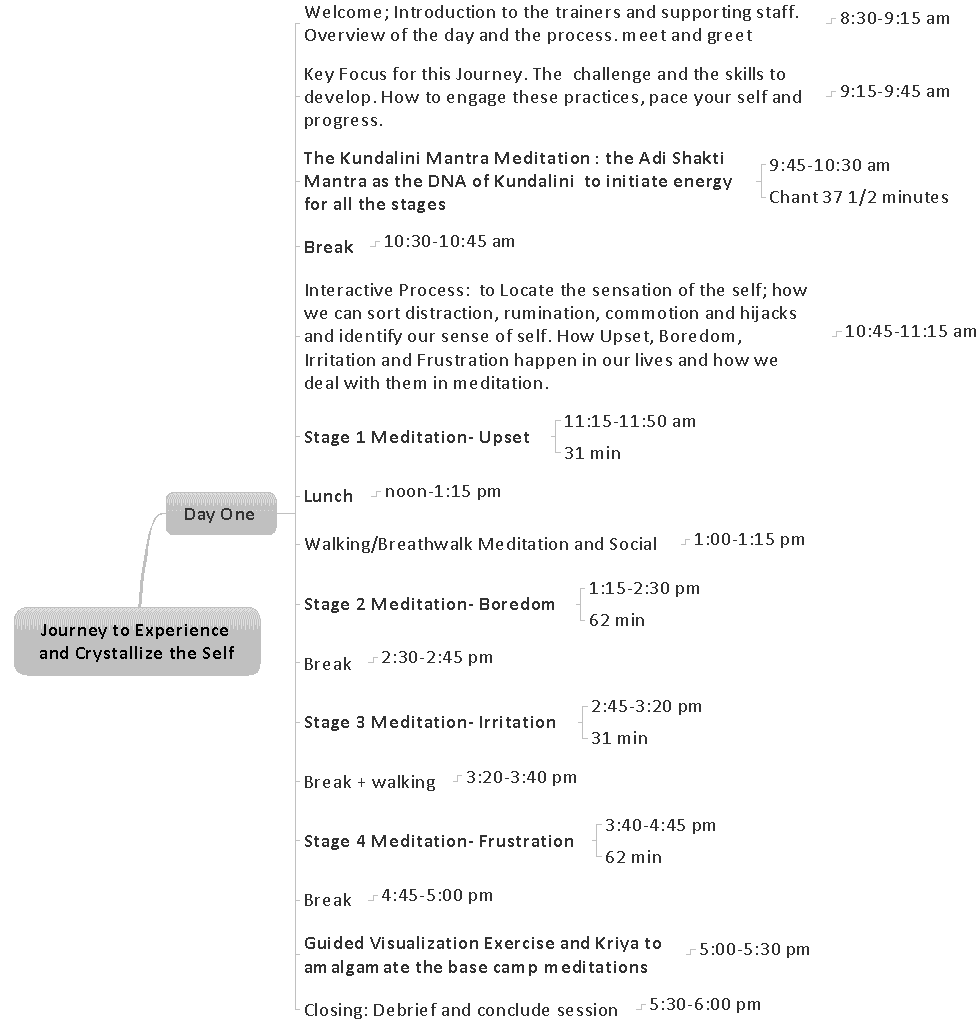 Welcome; Introduction to the trainers and supporting staff.
Overview of the day and the process. meet and greet
8:30-9:15 am
Key Focus for this Journey. The challenge and the skills to
develop. How to engage these practices, pace your self and
progress.
9:15-9:45 am
The Kundalini Mantra Meditation : the Adi Shakti
Mantra as the DNA of Kundalini to initiate energy
for all the stages
9:45-10:30 am
Chant 37 1/2 minutes
Break
10:30-10:45 am
Interactive Process: to Locate the sensation of the self; how
we can sort distraction, rumination, commotion and hijacks
and identify our sense of self. How Upset, Boredom,
Irritation and Frustration happen in our lives and how we
deal with them in meditation.
10:45-11:15 am
Stage 1 Meditation- Upset
11:15-11:50 am
31 min
Lunch
noon-1:15 pm
Day One
Walking/Breathwalk Meditation and Social
1:00-1:15 pm
Stage 2 Meditation- Boredom
1:15-2:30 pm
62 min
Journey to Experience
and Crystallize the Self
Break
2:30-2:45 pm
Stage 3 Meditation- Irritation
2:45-3:20 pm
31 min
Break + walking
3:20-3:40 pm
Stage 4 Meditation- Frustration
3:40-4:45 pm
62 min
Break
4:45-5:00 pm
Guided Visualization Exercise and Kriya to
amalgamate the base camp meditations
5:00-5:30 pm
Closing: Debrief and conclude session
5:30-6:00 pm